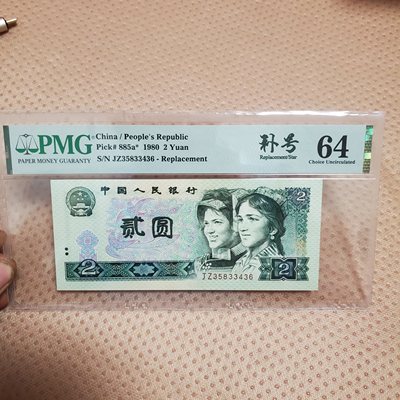 PMG
PAPER MONEY GUARANTY
China / People's Republic
Pick# 885a* 1980 2 Yuan
S/N JZ35833436 - Replacement
补号
Replacement/Star
64
Choice Uncirculated
中国人民银行
2
贰圆
2
2
JZ35833436